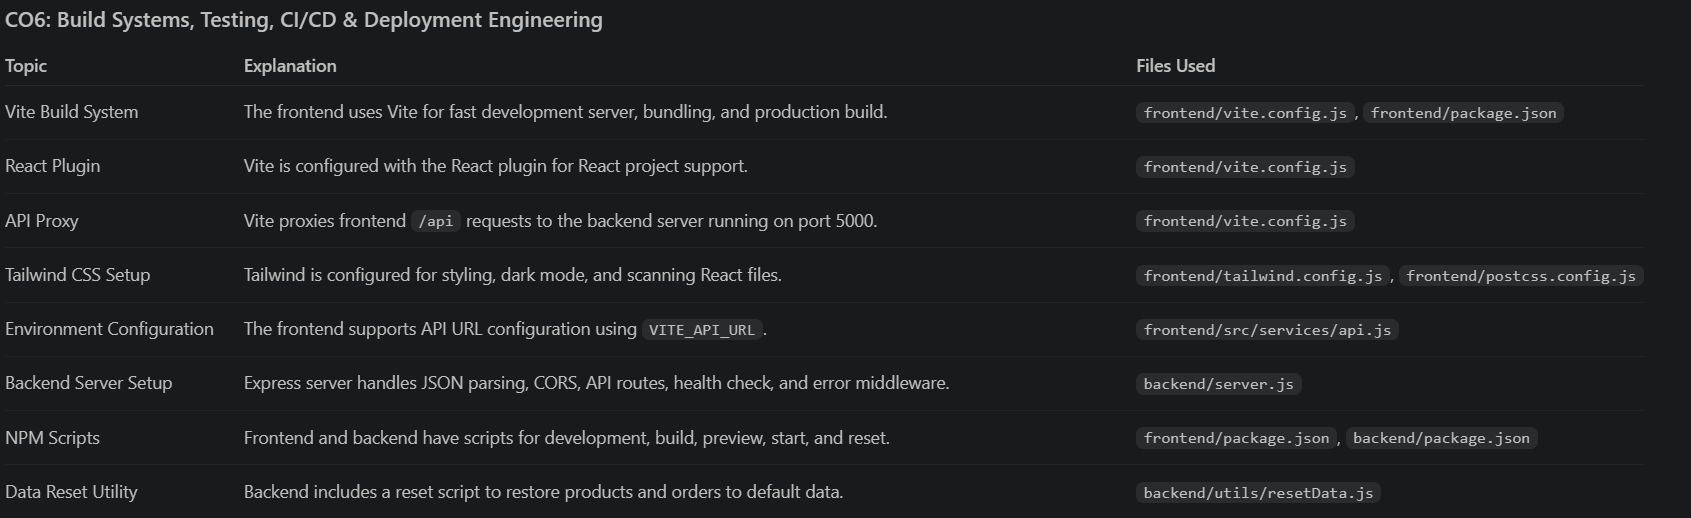 CO6: Build Systems, Testing, CI/CD & Deployment Engineering
Topic Explanation Files Used
Vite Build System The frontend uses Vite for fast development server, bundling, and production build. frontend/vite.config.js, frontend/package.json
React Plugin Vite is configured with the React plugin for React project support. frontend/vite.config.js
API Proxy Vite proxies frontend /api requests to the backend server running on port 5000. frontend/vite.config.js
Tailwind CSS Setup Tailwind is configured for styling, dark mode, and scanning React files. frontend/tailwind.config.js, frontend/postcss.config.js
Environment Configuration The frontend supports API URL configuration using VITE_API_URL. frontend/src/services/api.js
Backend Server Setup Express server handles JSON parsing, CORS, API routes, health check, and error middleware. backend/server.js
NPM Scripts Frontend and backend have scripts for development, build, preview, start, and reset. frontend/package.json, backend/package.json
Data Reset Utility Backend includes a reset script to restore products and orders to default data. backend/utils/resetData.js